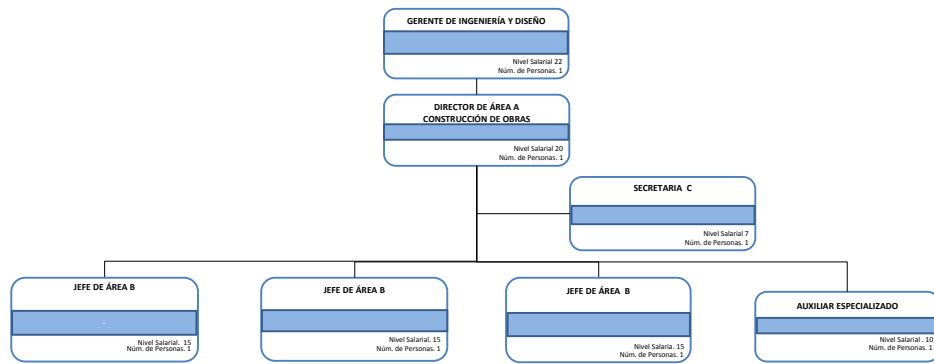 GERENTE DE INGENIERÍA Y DISEÑO
Nivel Salarial 22
Núm. de Personas. 1
DIRECTOR DE ÁREA A
CONSTRUCCIÓN DE OBRAS
Nivel Salarial 20
Núm. de Personas. 1
SECRETARIA C
Nivel Salarial 7
Núm. de Personas. 1
JEFE DE ÁREA B
Nivel Salarial. 15
Núm. de Personas. 1
JEFE DE ÁREA B
Nivel Salarial. 15
Núm. de Personas. 1
JEFE DE ÁREA B
Nivel Salaria. 15
Núm. de Personas. 1
AUXILIAR ESPECIALIZADO
Nivel Salarial . 10
Núm. de Personas. 1